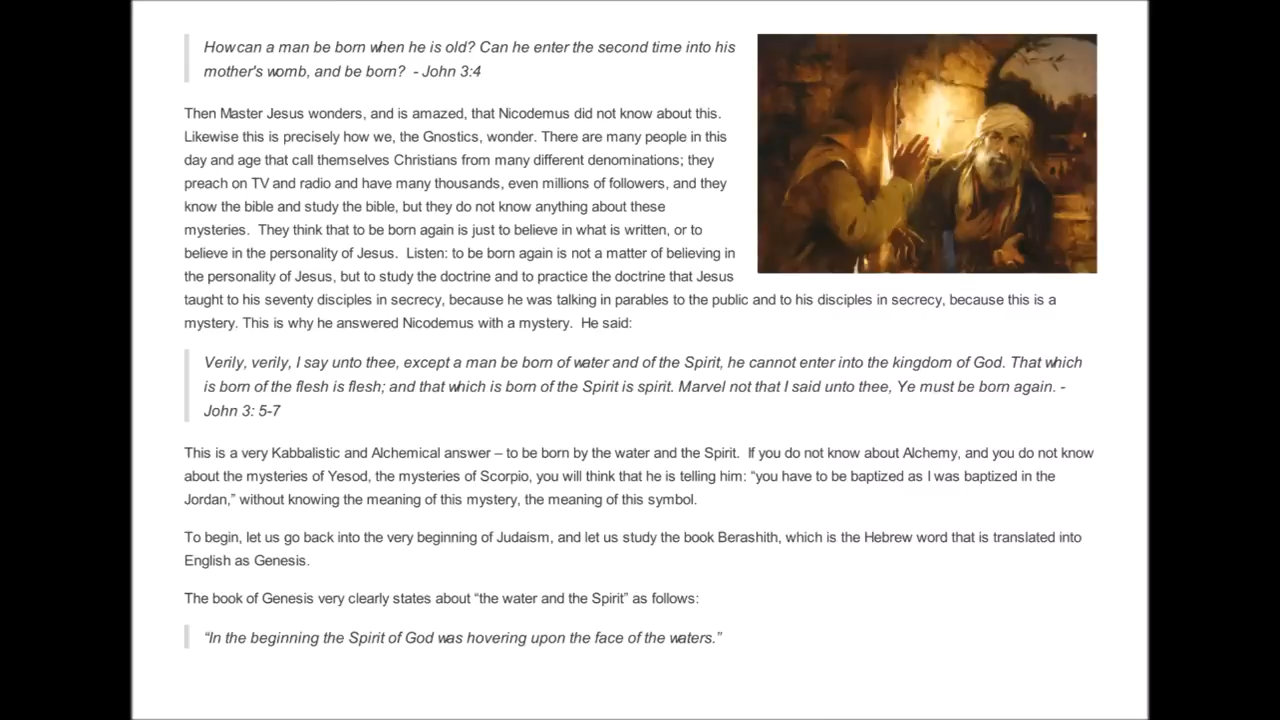 How can a man be born when he is old? Can he enter the second time into his
mother's womb, and be born?  - John 3:4
Then Master Jesus wonders, and is amazed, that Nicodemus did not know about this.
Likewise this is precisely how we, the Gnostics, wonder. There are many people in this
day and age that call themselves Christians from many different denominations; they
preach on TV and radio and have many thousands, even millions of followers, and they
know the bible and study the bible, but they do not know anything about these
mysteries.  They think that to be born again is just to believe in what is written, or to
believe in the personality of Jesus.  Listen: to be born again is not a matter of believing in
the personality of Jesus, but to study the doctrine and to practice the doctrine that Jesus
taught to his seventy disciples in secrecy, because he was talking in parables to the public and to his disciples in secrecy, because this is a
mystery. This is why he answered Nicodemus with a mystery.  He said:
Verily, verily, I say unto thee, except a man be born of water and of the Spirit, he cannot enter into the kingdom of God. That which
is born of the flesh is flesh; and that which is born of the Spirit is spirit. Marvel not that I said unto thee, Ye must be born again. -
John 3: 5-7
This is a very Kabbalistic and Alchemical answer – to be born by the water and the Spirit.  If you do not know about Alchemy, and you do not know
about the mysteries of Yesod, the mysteries of Scorpio, you will think that he is telling him: “you have to be baptized as I was baptized in the
Jordan,” without knowing the meaning of this mystery, the meaning of this symbol.
To begin, let us go back into the very beginning of Judaism, and let us study the book Berashith, which is the Hebrew word that is translated into
English as Genesis.
The book of Genesis very clearly states about “the water and the Spirit” as follows:
“In the beginning the Spirit of God was hovering upon the face of the waters.”